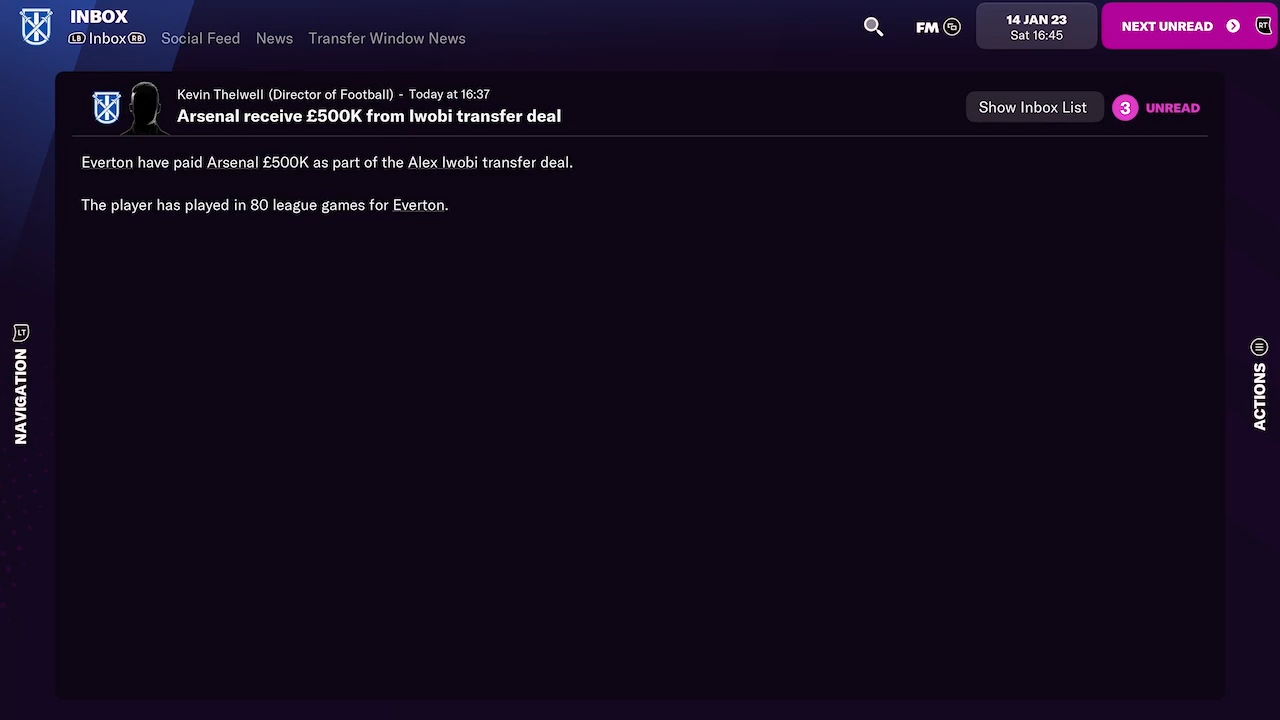 INBOX
LB Inbox RB Social Feed News Transfer Window News
FM
14 JAN 23
Sat 16:45
NEXT UNREAD
RT
Kevin Thelwell (Director of Football) - Today at 16:37
Arsenal receive £500K from Iwobi transfer deal
Show Inbox List
3 UNREAD
Everton have paid Arsenal £500K as part of the Alex Iwobi transfer deal.
The player has played in 80 league games for Everton.
LT
NAVIGATION
ACTIONS